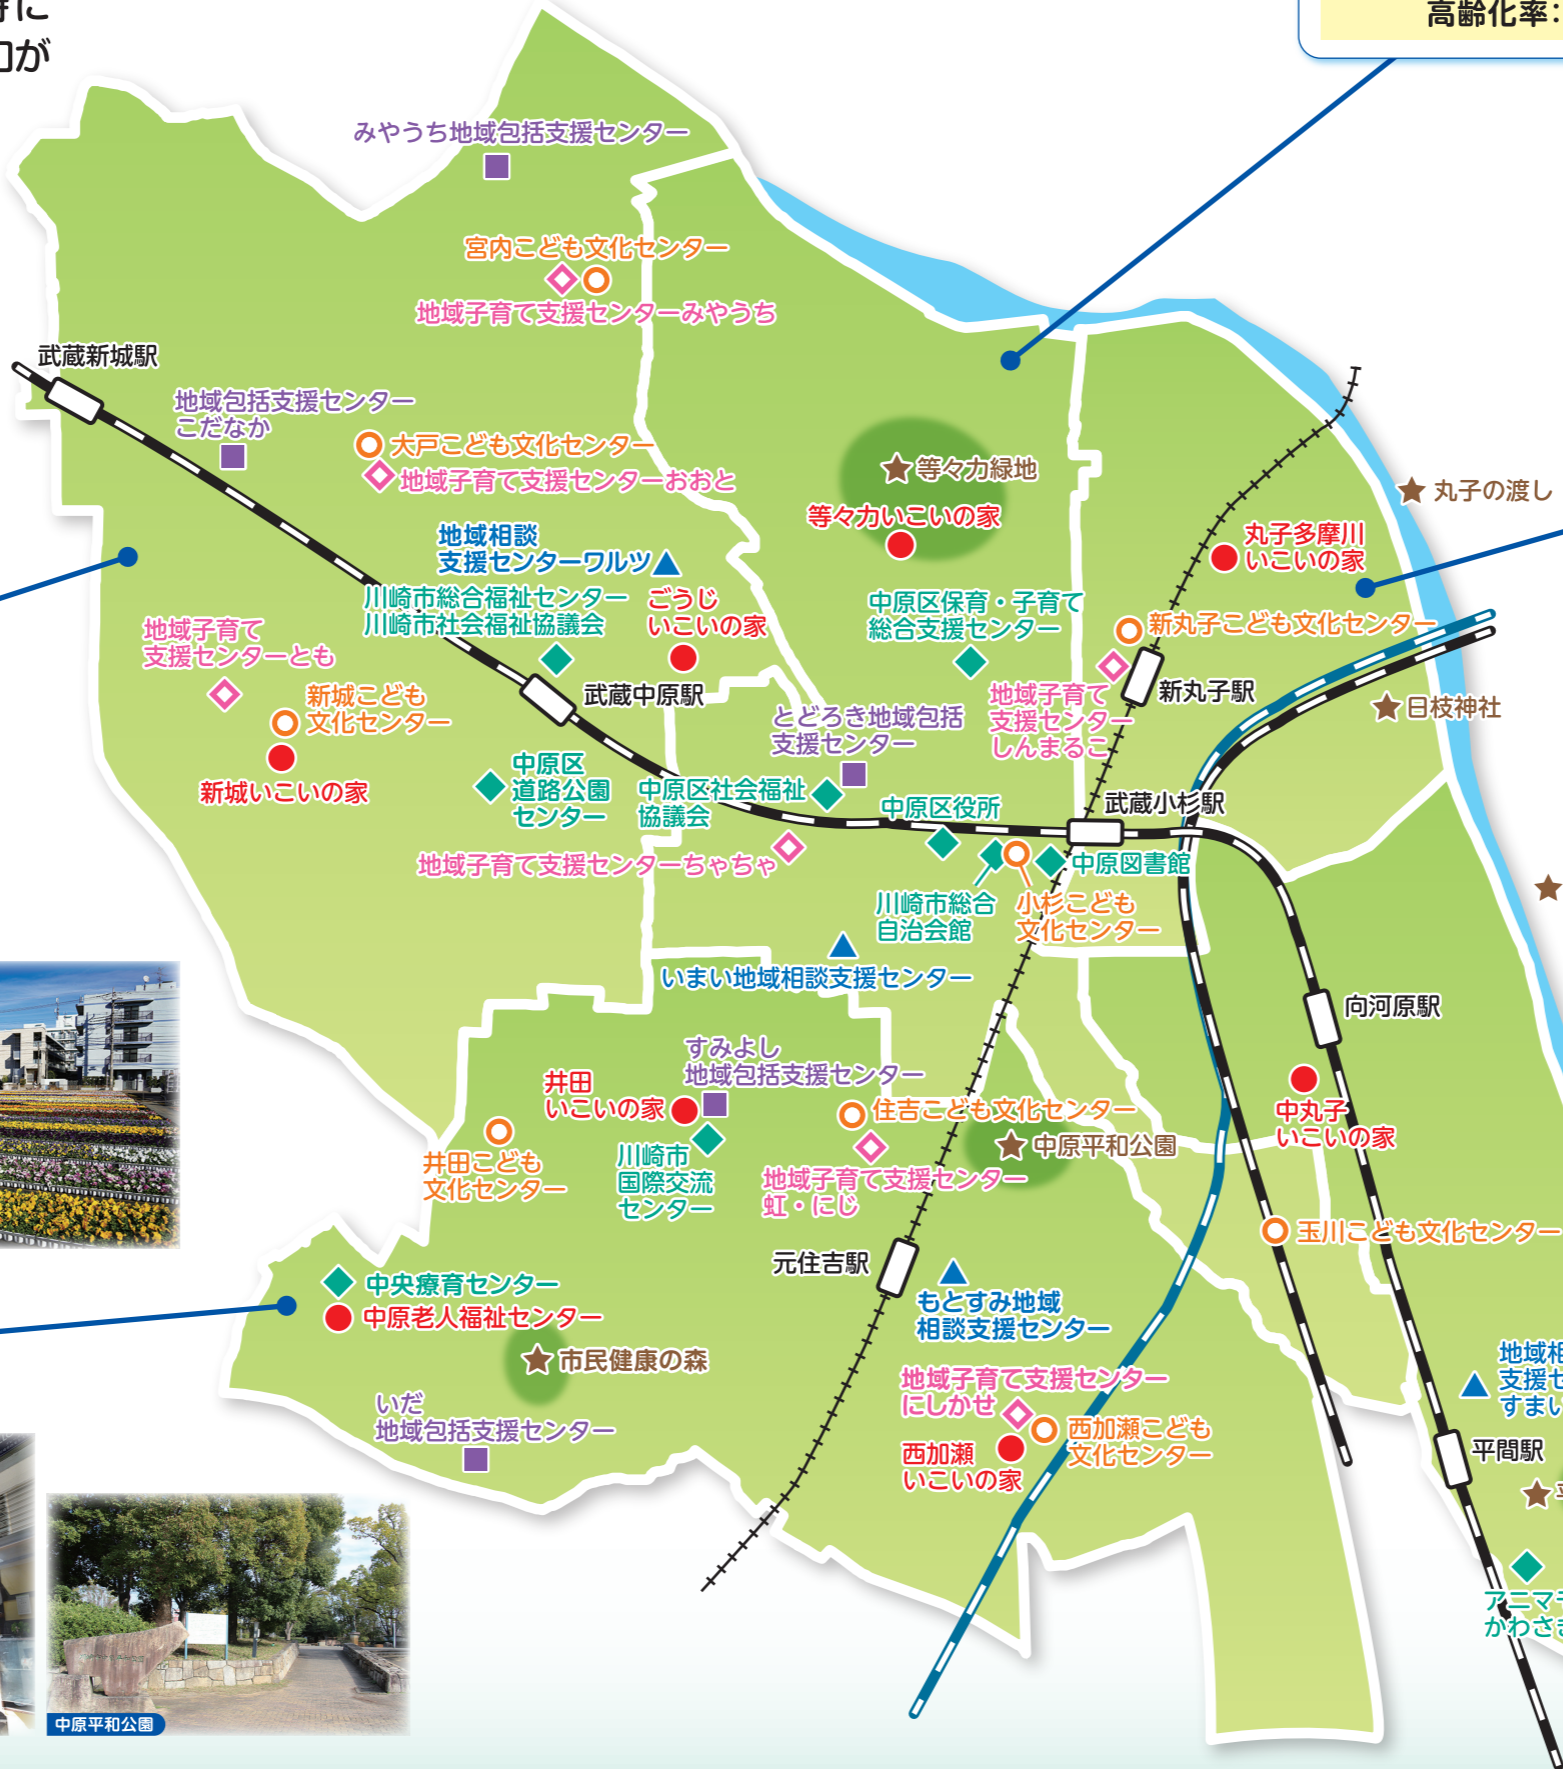 時に
加が
高齢化率:
みやうち地域包括支援センター
宮内こども文化センター
地域子育て支援センターみやうち
武蔵新城駅
地域包括支援センター
こだなか
大戸こども文化センター
地域子育て支援センターおおと
等々力緑地
丸子の渡し
等々力いこいの家
丸子多摩川
いこいの家
地域相談
支援センターワルツ
川崎市総合福祉センター
川崎市社会福祉協議会
ごうじ
いこいの家
中原区保育・子育て
総合支援センター
新丸子こども文化センター
地域子育て
支援センターとも
新城こども
文化センター
新城いこいの家
武蔵中原駅
とどろき地域包括
支援センター
地域子育て
支援センター
しんまるこ
新丸子駅
日枝神社
中原区
道路公園
センター
中原区社会福祉
協議会
中原区役所
武蔵小杉駅
地域子育て支援センターちゃちゃ
中原図書館
川崎市総合
自治会館
小杉こども
文化センター
いまい地域相談支援センター
向河原駅
すみよし
地域包括支援センター
井田
いこいの家
住吉こども文化センター
中原平和公園
中丸子
いこいの家
井田こども
文化センター
川崎市
国際交流
センター
地域子育て支援センター
虹・にじ
玉川こども文化センター
元住吉駅
中央療育センター
中原老人福祉センター
もとすみ地域
相談支援センター
市民健康の森
地域子育て支援センター
にしかせ
西加瀬こども
文化センター
西加瀬
いこいの家
いだ
地域包括支援センター
地域相
支援セ
すまい
平間駅
アニマ
かわさき
中原平和公園